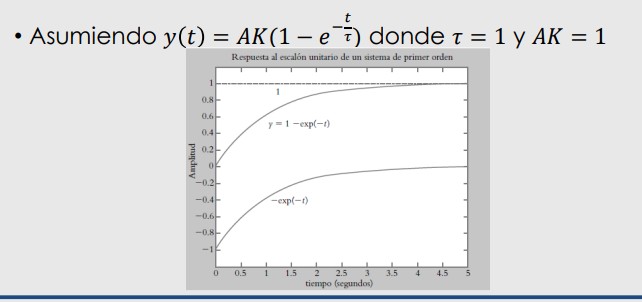 • Asumiendo y(t) = AK(1 − e^{−t/τ}) donde τ = 1 y AK = 1
Respuesta al escalón unitario de un sistema de primer orden
1
1
0.8
0.6
y = 1 −exp(−t)
0.4
0.2
0
−0.2
−0.4
−exp(−t)
−0.6
−0.8
−1
Amplitud
0 0.5 1 1.5 2 2.5 3 3.5 4 4.5 5
tiempo (segundos)